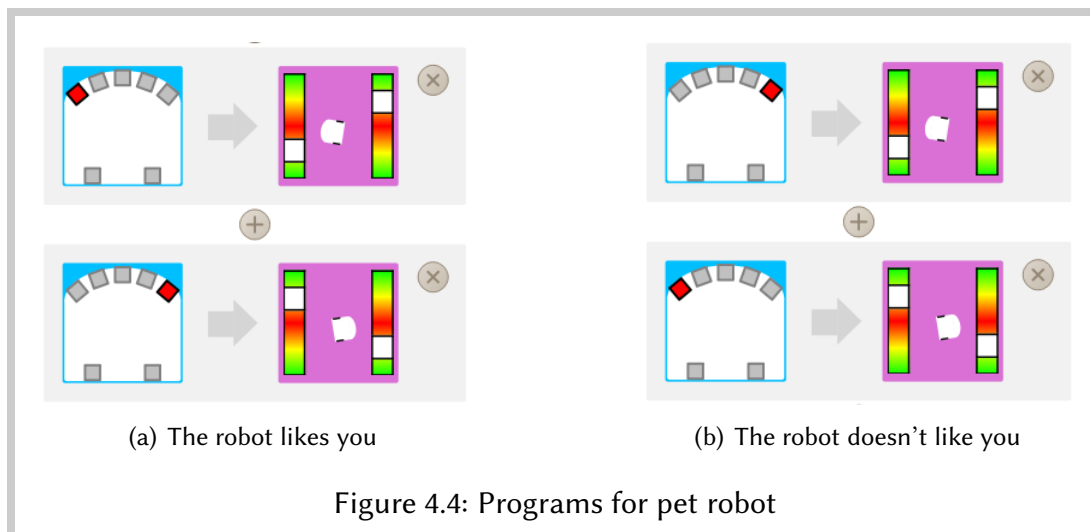 (a) The robot likes you
(b) The robot doesn't like you
Figure 4.4: Programs for pet robot